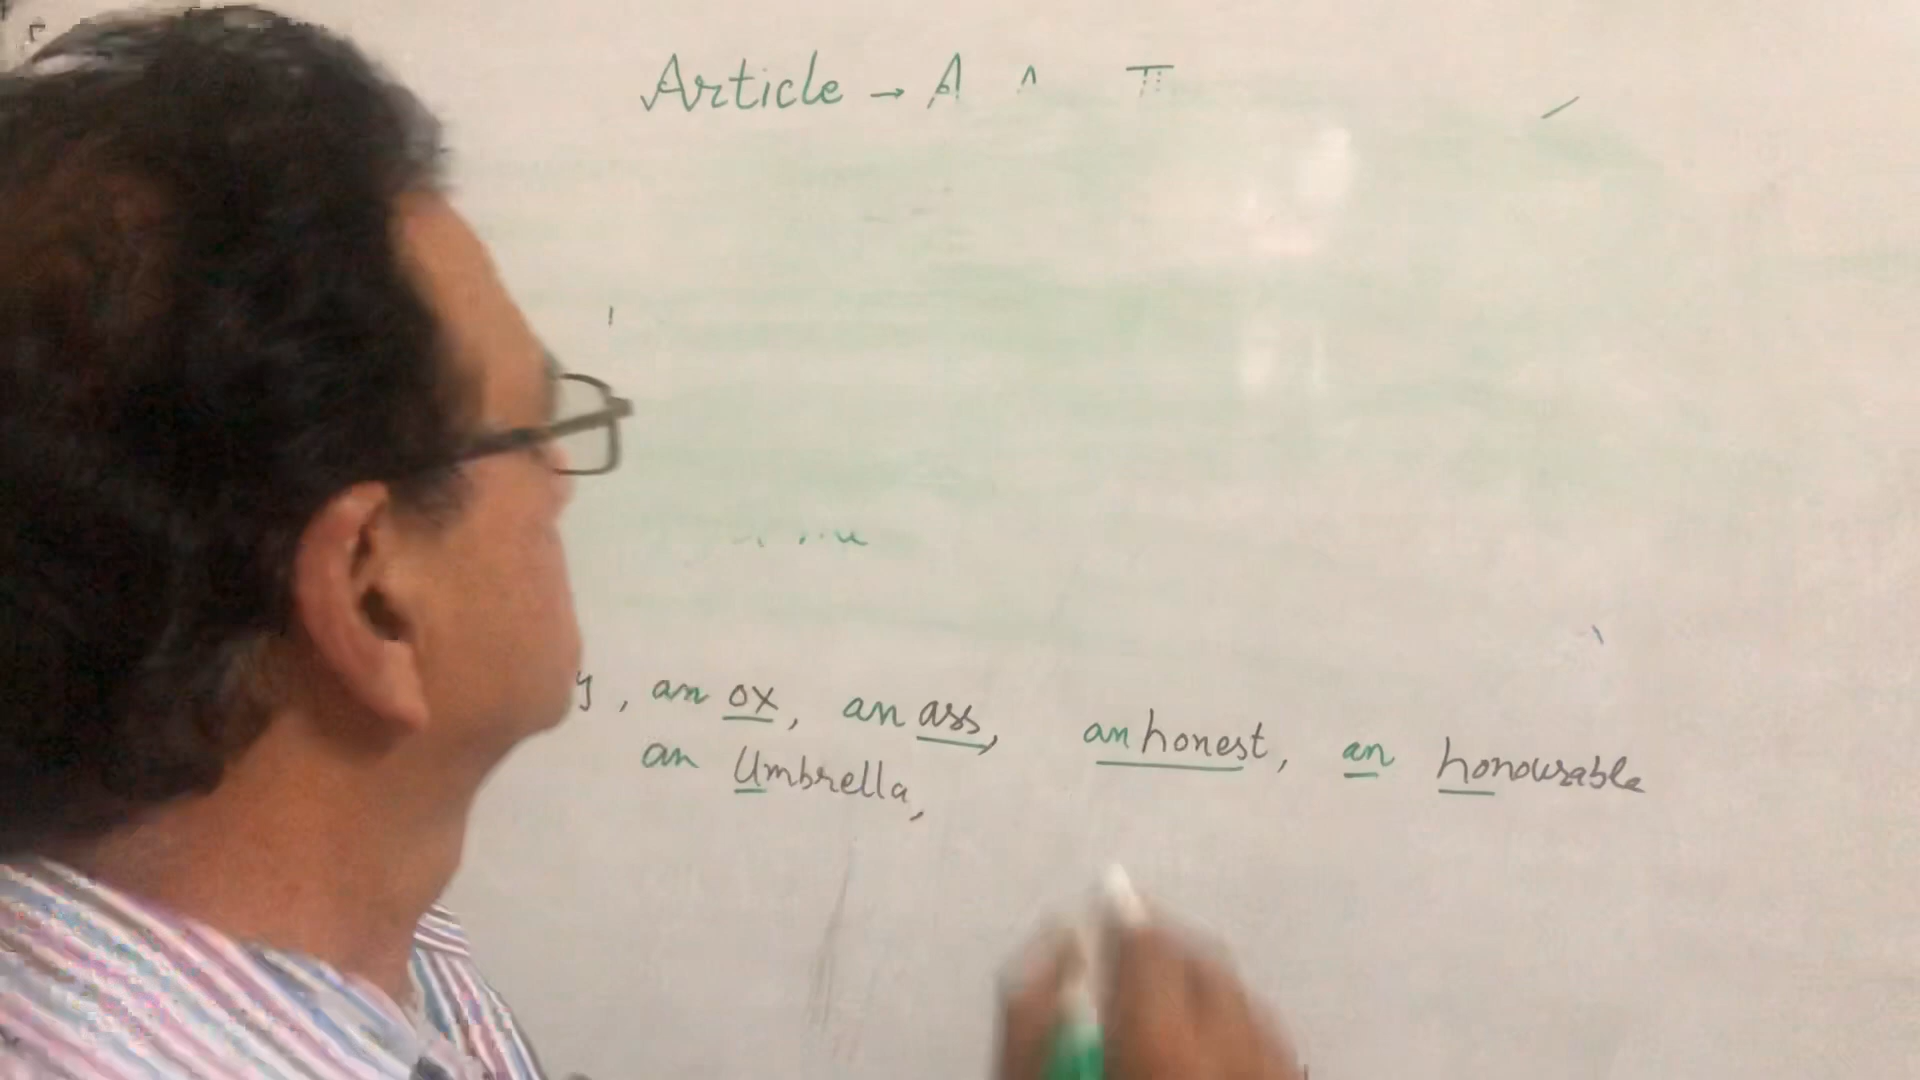 Article → A
y, an ox, an ass, an honest, an honourable
an Umbrella,